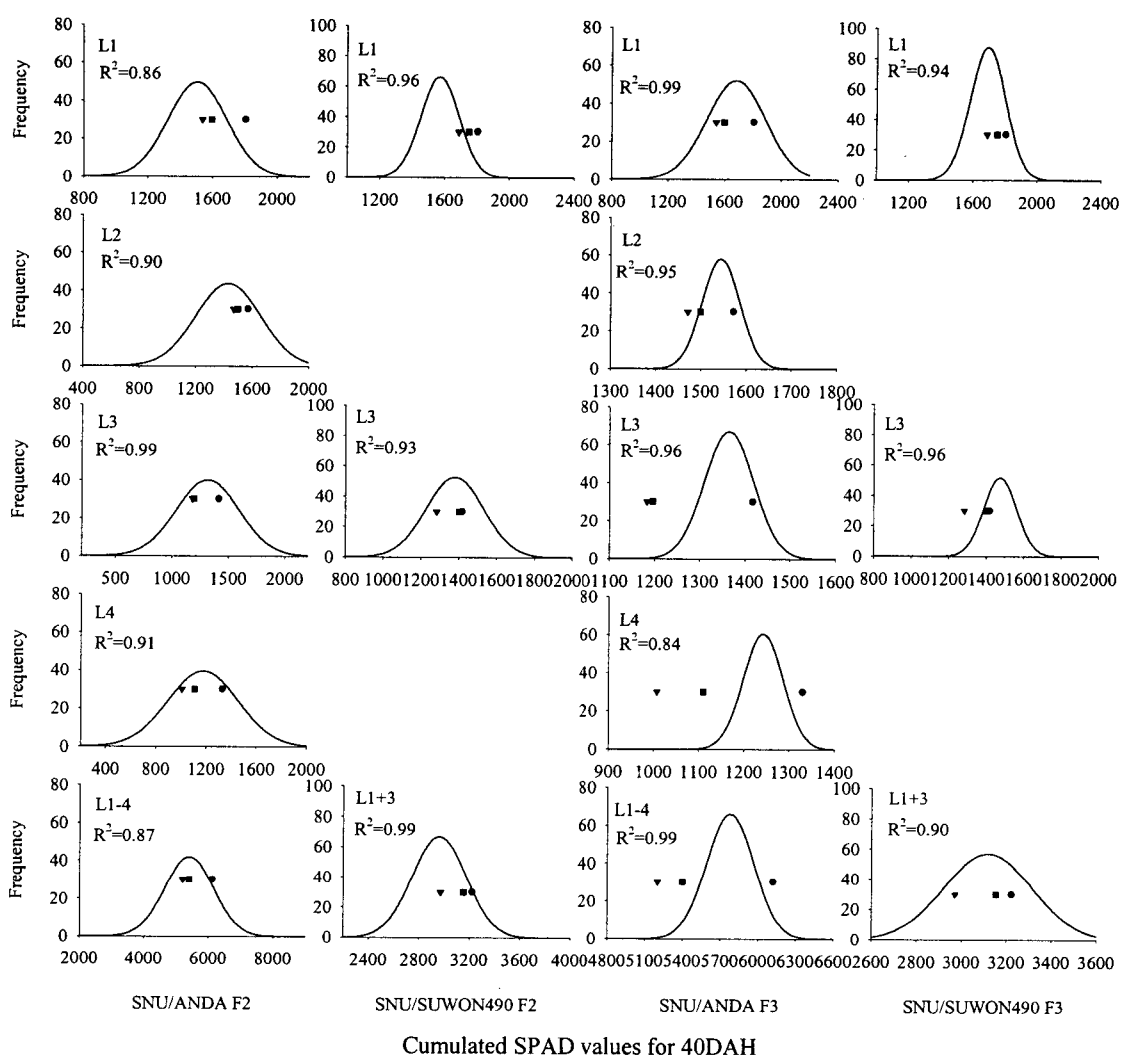 80 100 80 100
L1 L1 L1 L1
R²=0.86 R²=0.96 R²=0.99 R²=0.94
60 80 60 80
40 60 40 60
20 40 20 40
0 20 0 20
0 0
Frequency
800 1200 1600 2000 1200 1600 2000 2400 800 1200 1600 2000 2400 1200 1600 2000 2400
80 80
L2 L2
R²=0.90 R²=0.95
60 60
40 40
20 20
0 0
Frequency
400 800 1200 1600 2000 1300 1400 1500 1600 1700 1800
80 100 80 100
L3 L3 L3 L3
R²=0.99 R²=0.93 R²=0.96 R²=0.96
60 80 60 80
40 60 40 60
20 40 20 40
0 20 0 20
0 0
Frequency
500 1000 1500 2000 800 1000 1200 1400 1600 1800 2000 1100 1200 1300 1400 1500 1600 800 1000 1200 1400 1600 1800 2000
80 80
L4 L4
R²=0.91 R²=0.84
60 60
40 40
20 20
0 0
Frequency
400 800 1200 1600 2000 900 1000 1100 1200 1300 1400
80 100 80 100
L1-4 L1+3 L1-4 L1+3
R²=0.87 R²=0.99 R²=0.99 R²=0.90
60 80 60 80
40 60 40 60
20 40 20 40
0 20 0 20
0 0
Frequency
2000 4000 6000 8000 2400 2800 3200 3600 4000 4800 5100 5400 5700 6000 6300 6600 2600 2800 3000 3200 3400 3600
SNU/ANDA F2 SNU/SUWON490 F2 SNU/ANDA F3 SNU/SUWON490 F3
Cumulated SPAD values for 40DAH